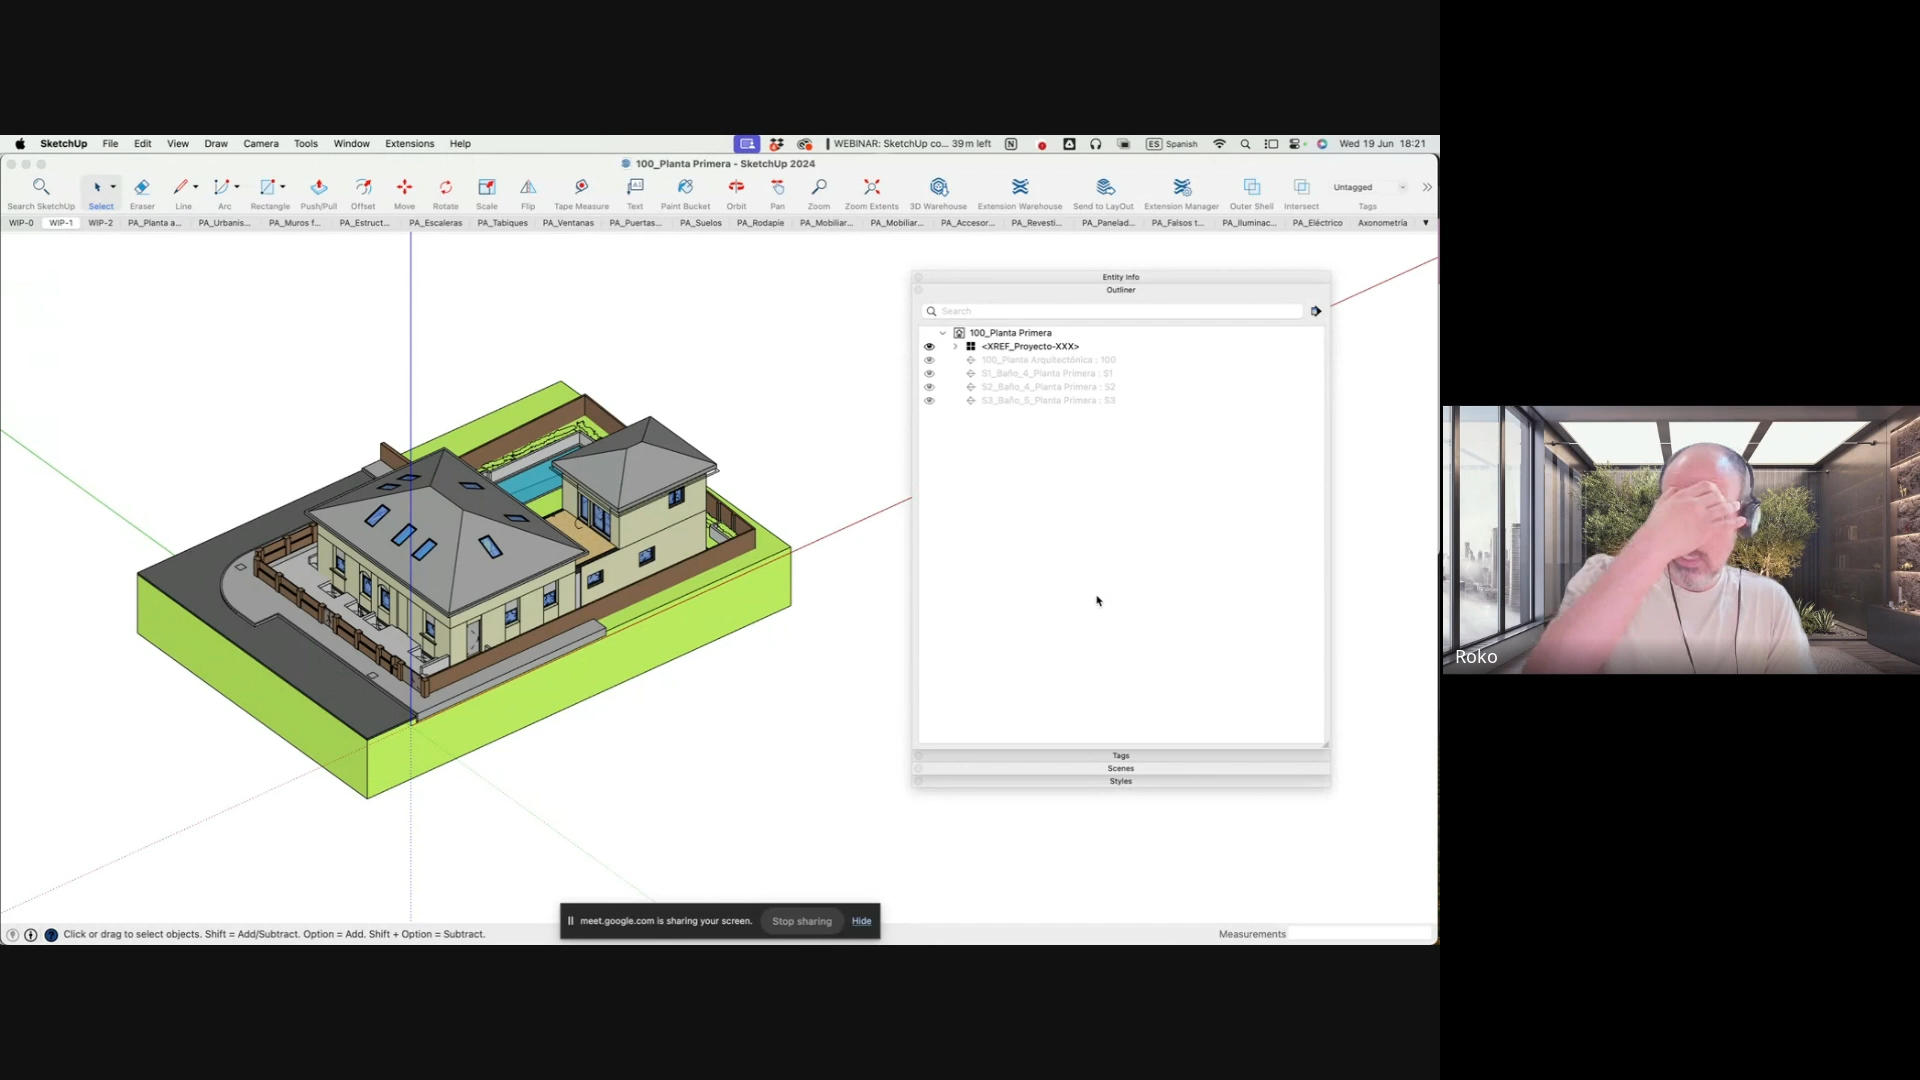 SketchUp File Edit View Draw Camera Tools Window Extensions Help WEBINAR: SketchUp co... 39 m left ES Spanish Wed 19 Jun 18:21
100_Planta Primera - SketchUp 2024
Untagged
Search SketchUp Select Eraser Line Arc Rectangle Push/Pull Offset Move Rotate Scale Flip Tape Measure Text Paint Bucket Orbit Pan Zoom Zoom Extents 3D Warehouse Extension Warehouse Send to LayOut Extension Manager Outer Shell Intersect Tags
WIP-0 WIP-1 WIP-2 PA_Planta a... PA_Urbanis... PA_Muros f... PA_Estruct... PA_Escaleras PA_Tabiques PA_Ventanas PA_Puertas... PA_Suelos PA_Rodapie PA_Mobiliar... PA_Mobiliar... PA_Accesor... PA_Revesti... PA_Panelad... PA_Falsos t... PA_Iluminac... PA_Eléctrico Axonometría
Entity Info
Outliner
Search
100_Planta Primera
<XREF_Proyecto-XXX>
100_Planta Arquitectónica : 100
S1_Baño_4_Planta Primera : S1
S2_Baño_4_Planta Primera : S2
S3_Baño_5_Planta Primera : S3
Tags
Scenes
Styles
Roko
meet.google.com is sharing your screen. Stop sharing Hide
Click or drag to select objects. Shift = Add/Subtract. Option = Add. Shift + Option = Subtract. Measurements